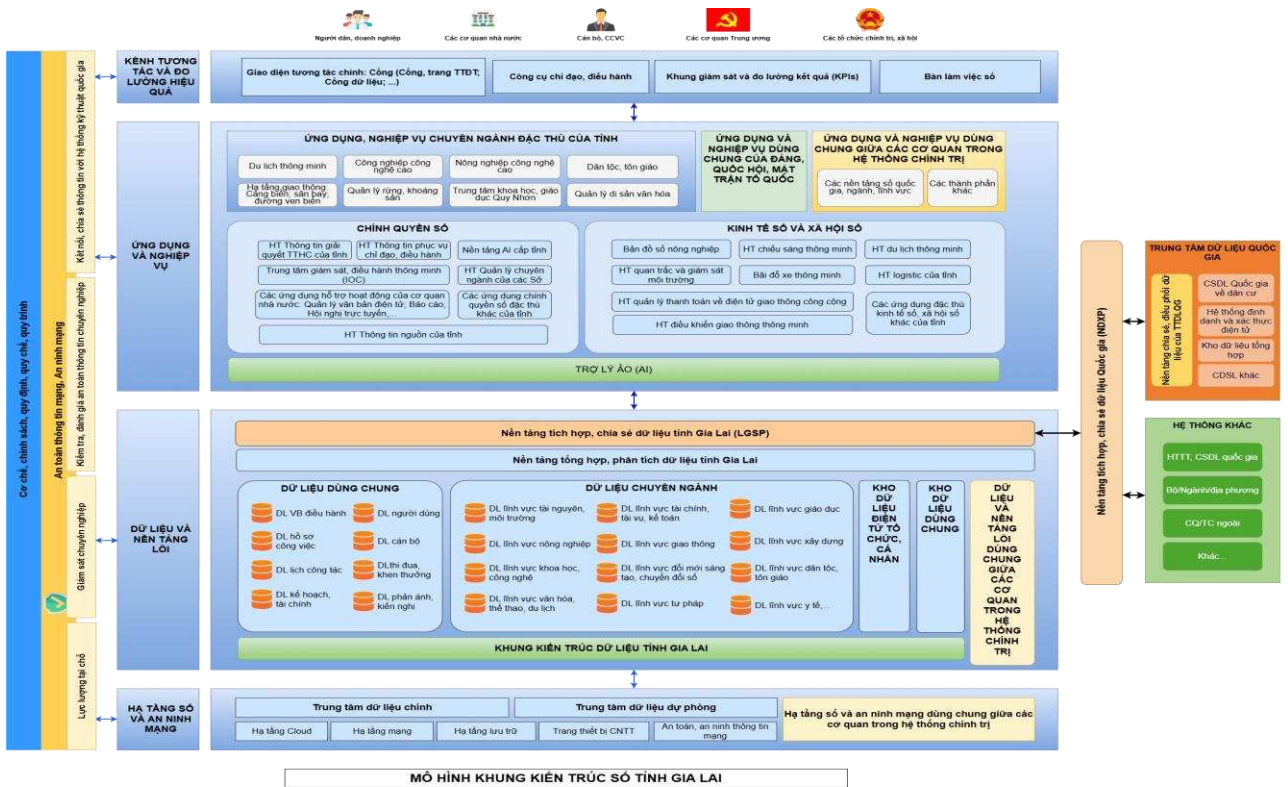 Người dân, doanh nghiệp
Các cơ quan nhà nước
Cán bộ, CCVC
Các cơ quan Trung ương
Các tổ chức chính trị, xã hội
Cơ chế, chính sách, quy định, quy chế, quy trình
An toàn thông tin mạng, An ninh mạng
Kết nối, chia sẻ thông tin với hệ thống kỹ thuật quốc gia
Kiểm tra, đánh giá an toàn thông tin chuyên nghiệp
Giám sát chuyên nghiệp
Lực lượng tại chỗ
KÊNH TƯƠNG
TÁC VÀ ĐO
LƯỜNG HIỆU
QUẢ
Giao diện tương tác chính: Cổng (Cổng, trang TTĐT;
Cổng dữ liệu; ...)
Công cụ chỉ đạo, điều hành
Khung giám sát và đo lường kết quả (KPIs)
Bàn làm việc số
ỨNG DỤNG
VÀ NGHIỆP
VỤ
ỨNG DỤNG, NGHIỆP VỤ CHUYÊN NGÀNH ĐẶC THÙ CỦA TỈNH
Du lịch thông minh
Công nghiệp công
nghệ cao
Nông nghiệp công nghệ
cao
Dân tộc, tôn giáo
Hạ tầng giao thông:
Cảng biển, sân bay,
đường ven biển
Quản lý rừng, khoáng
sản
Trung tâm khoa học, giáo
dục Quy Nhơn
Quản lý di sản văn hóa
ỨNG DỤNG VÀ
NGHIỆP VỤ DÙNG
CHUNG CỦA ĐẢNG,
QUỐC HỘI, MẶT
TRẬN TỔ QUỐC
ỨNG DỤNG VÀ NGHIỆP VỤ DÙNG
CHUNG GIỮA CÁC CƠ QUAN TRONG
HỆ THỐNG CHÍNH TRỊ
Các nền tảng số quốc
gia, ngành, lĩnh vực
Các thành phần
khác
CHÍNH QUYỀN SỐ
HT Thông tin giải
quyết TTHC của tỉnh
HT Thông tin phục vụ
chỉ đạo, điều hành
Nền tảng AI cấp tỉnh
Trung tâm giám sát, điều hành thông minh
(IOC)
HT Quản lý chuyên
ngành của các Sở
Các ứng dụng hỗ trợ hoạt động của cơ quan
nhà nước: Quản lý văn bản điện tử, Báo cáo;
Hội nghị trực tuyến,...
Các ứng dụng chính
quyền số đặc thù
khác của tỉnh
HT Thông tin nguồn của tỉnh
KINH TẾ SỐ VÀ XÃ HỘI SỐ
Bản đồ số nông nghiệp
HT chiếu sáng thông minh
HT du lịch thông minh
HT quan trắc và giám sát
môi trường
Bãi đỗ xe thông minh
HT logistic của tỉnh
HT quản lý thanh toán vé điện tử giao thông công cộng
HT điều khiển giao thông thông minh
Các ứng dụng đặc thù
kinh tế số, xã hội số
khác của tỉnh
TRỢ LÝ ẢO (AI)
DỮ LIỆU VÀ
NỀN TẢNG
LÕI
Nền tảng tích hợp, chia sẻ dữ liệu tỉnh Gia Lai (LGSP)
Nền tảng tổng hợp, phân tích dữ liệu tỉnh Gia Lai
DỮ LIỆU DÙNG CHUNG
DL VB điều hành
DL người dùng
DL hồ sơ
công việc
DL cán bộ
DL lịch công tác
DLthi đua,
khen thưởng
DL kế hoạch,
tài chính
DL phản ánh,
kiến nghị
DỮ LIỆU CHUYÊN NGÀNH
DL lĩnh vực tài nguyên,
môi trường
DL lĩnh vực tài chính,
tài vụ, kế toán
DL lĩnh vực giáo dục
DL lĩnh vực nông nghiệp
DL lĩnh vực giao thông
DL lĩnh vực xây dựng
DL lĩnh vực khoa học,
công nghệ
DL lĩnh vực đổi mới sáng
tạo, chuyển đổi số
DL lĩnh vực dân tộc,
tôn giáo
DL lĩnh vực văn hóa,
thể thao, du lịch
DL lĩnh vực tư pháp
DL lĩnh vực y tế,...
KHO
DỮ
LIỆU
ĐIỆN
TỬ TỔ
CHỨC,
CÁ
NHÂN
KHO
DỮ
LIỆU
DÙNG
CHUNG
DỮ
LIỆU
VÀ
NỀN
TẢNG
LÕI
DÙNG
CHUNG
GIỮA
CÁC
CƠ
QUAN
TRONG
HỆ
THỐNG
CHÍNH
TRỊ
KHUNG KIẾN TRÚC DỮ LIỆU TỈNH GIA LAI
HẠ TẦNG SỐ
VÀ AN NINH
MẠNG
Trung tâm dữ liệu chính
Trung tâm dữ liệu dự phòng
Hạ tầng Cloud
Hạ tầng mạng
Hạ tầng lưu trữ
Trang thiết bị CNTT
An toàn, an ninh thông tin
mạng
Hạ tầng số và an ninh mạng dùng chung giữa các
cơ quan trong hệ thống chính trị
Nền tảng tích hợp, chia sẻ dữ liệu Quốc gia (NDXP)
TRUNG TÂM DỮ LIỆU QUỐC
GIA
Nền tảng chia sẻ, điều phối dữ
liệu của TTDLQG
CSDL Quốc gia
về dân cư
Hệ thống định
danh và xác thực
điện tử
Kho dữ liệu tổng
hợp
CDSL khác
HỆ THỐNG KHÁC
HTTT, CSDL quốc gia
Bộ/Ngành/địa phương
CQ/TC ngoài
Khác...
MÔ HÌNH KHUNG KIẾN TRÚC SỐ TỈNH GIA LAI